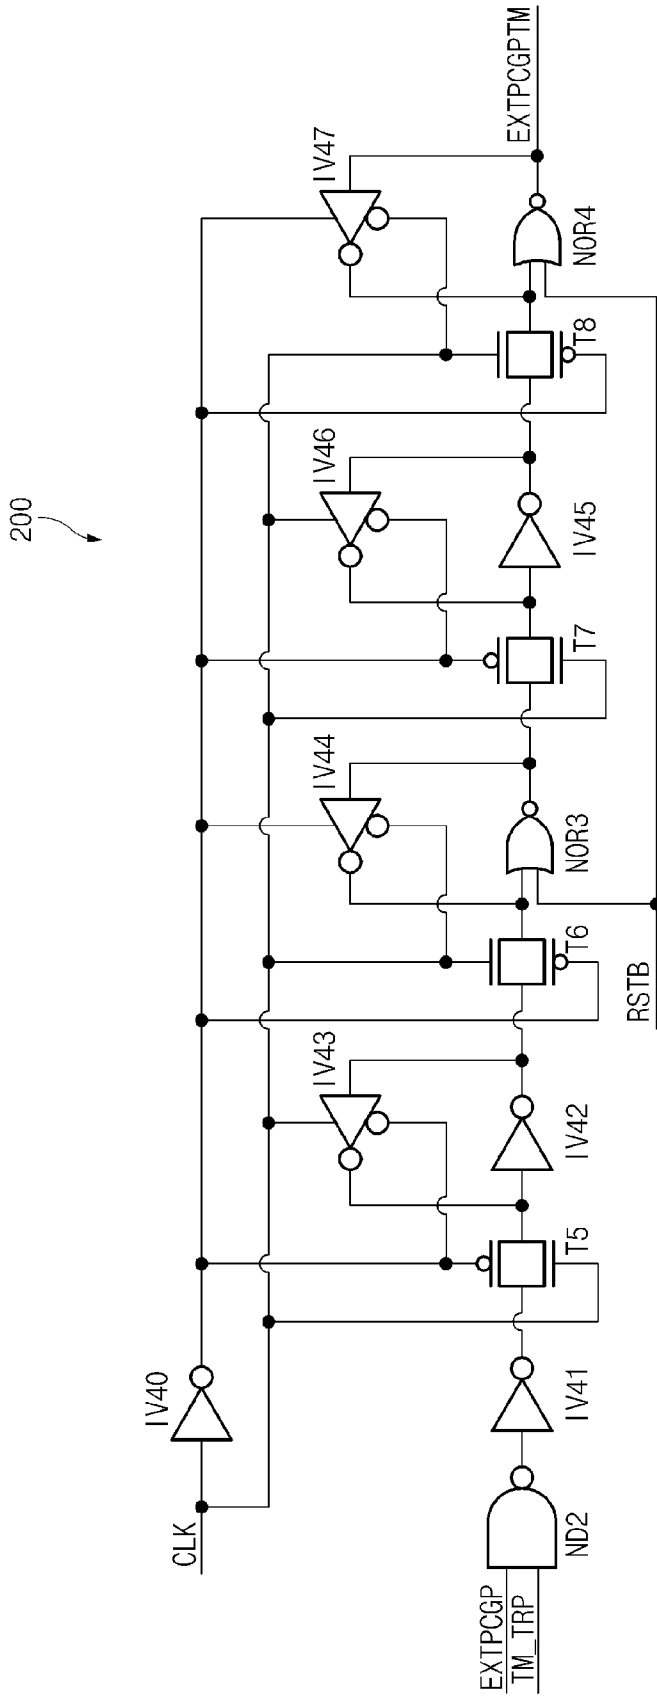 200
CLK
IV40
EXTPCGP
TM_TRP
ND2
IV41
T5
IV42
IV43
T6
NOR3
IV44
T7
IV45
IV46
T8
NOR4
IV47
EXTPCGPTM
RSTB